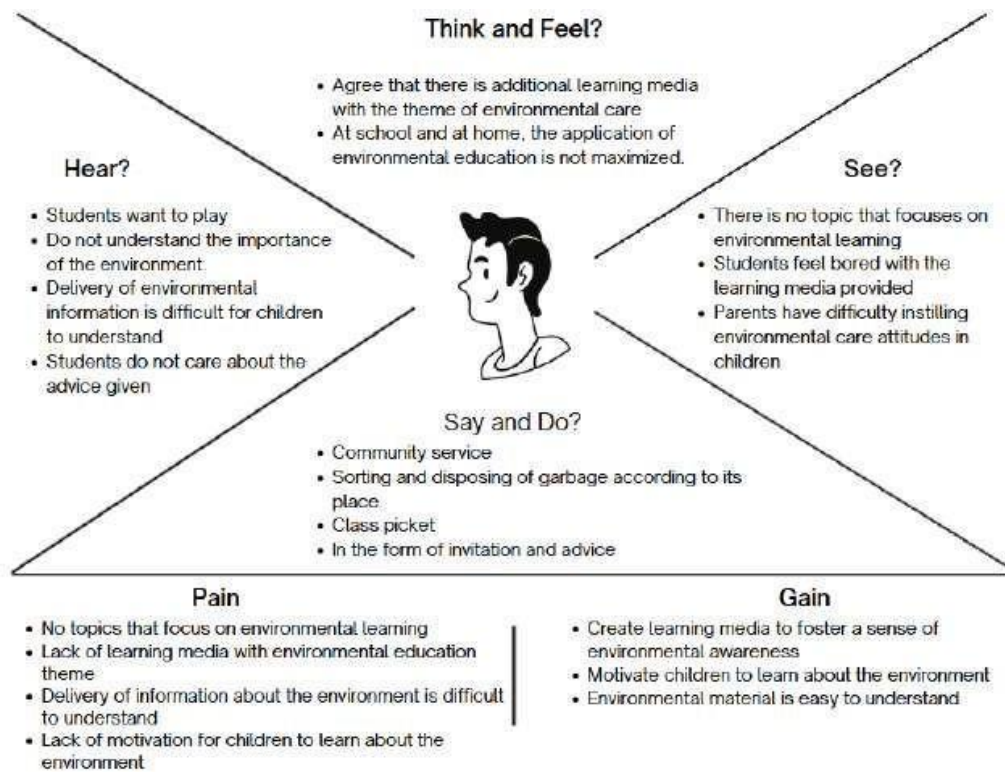 Think and Feel?
• Agree that there is additional learning media
with the theme of environmental care
• At school and at home, the application of
environmental education is not maximized.
Hear?
• Students want to play
• Do not understand the importance
of the environment
• Delivery of environmental
information is difficult for children
to understand
• Students do not care about the
advice given
See?
• There is no topic that focuses on
environmental learning
• Students feel bored with the
learning media provided
• Parents have difficulty instilling
environmental care attitudes in
children
Say and Do?
• Community service
• Sorting and disposing of garbage according to its
place
• Class picket
• In the form of invitation and advice
Pain
• No topics that focus on environmental learning
• Lack of learning media with environmental education
theme
• Delivery of information about the environment is difficult
to understand
• Lack of motivation for children to learn about the
environment
Gain
• Create learning media to foster a sense of
environmental awareness
• Motivate children to learn about the environment
• Environmental material is easy to understand